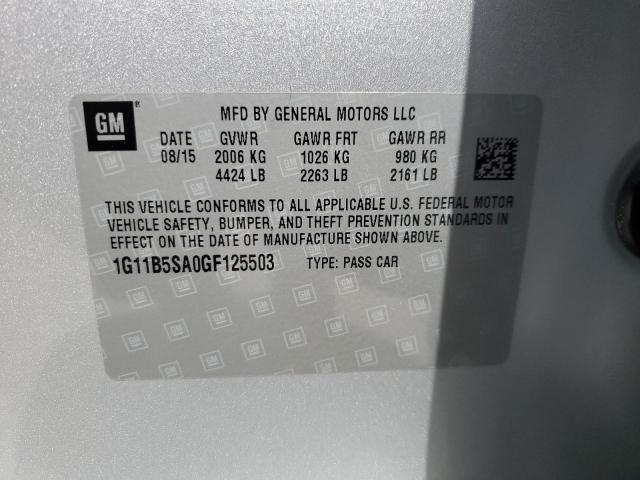 GM ®
MFD BY GENERAL MOTORS LLC
DATE GVWR GAWR FRT GAWR RR
08/15 2006 KG 1026 KG 980 KG
4424 LB 2263 LB 2161 LB
THIS VEHICLE CONFORMS TO ALL APPLICABLE U.S. FEDERAL MOTOR
VEHICLE SAFETY, BUMPER, AND THEFT PREVENTION STANDARDS IN
EFFECT ON THE DATE OF MANUFACTURE SHOWN ABOVE.
1G11B5SA0GF125503 TYPE: PASS CAR